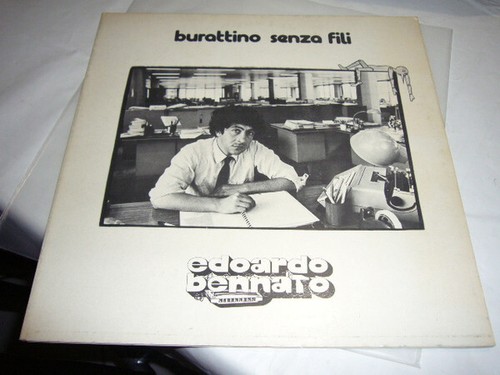 burattino senza fili
edoardo
bennato